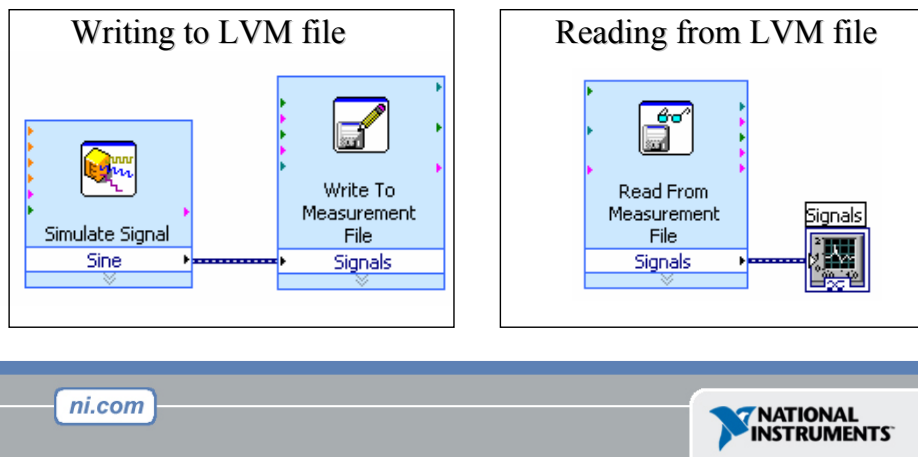 Writing to LVM file
Simulate Signal
Sine
Write To
Measurement
File
Signals
Reading from LVM file
Read From
Measurement
File
Signals
Signals
ni.com
NATIONAL
INSTRUMENTS